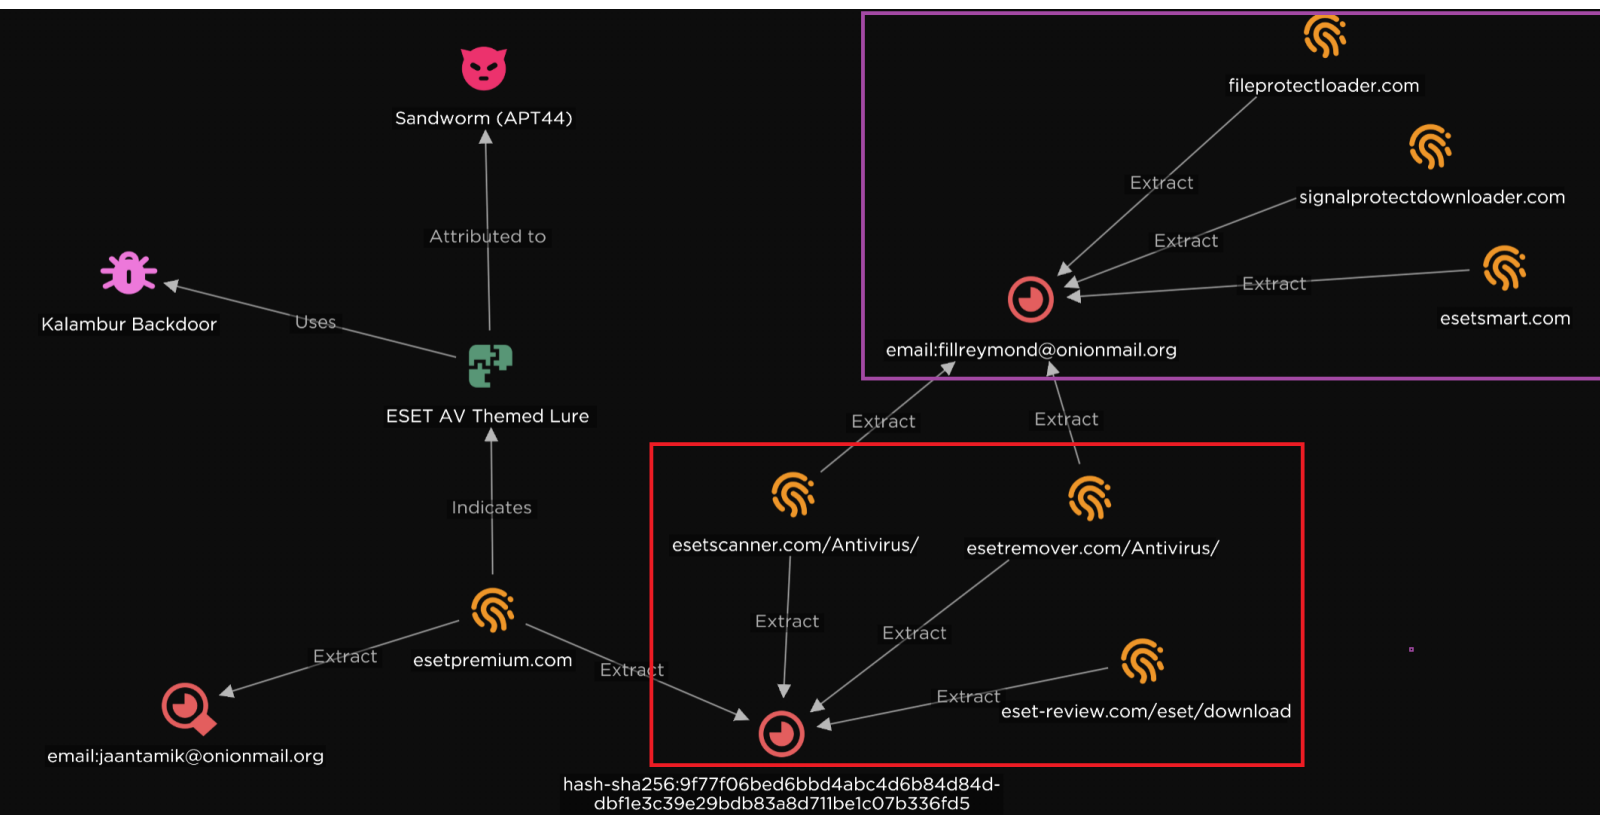 fileprotectloader.com
Sandworm (APT44)
Extract
signalprotectdownloader.com
Attributed to
Extract
Extract
Kalambur Backdoor
Uses
esetsmart.com
email:fillreymond@onionmail.org
ESET AV Themed Lure
Extract
Extract
Indicates
esetscanner.com/Antivirus/
esetremover.com/Antivirus/
Extract
Extract
Extract
esetpremium.com
Extract
Extract
eset-review.com/eset/download
email:jaantamik@onionmail.org
hash-sha256:9f77f06bed6bbd4abc4d6b84d84d-
dbf1e3c39e29bdb83a8d711be1c07b336fd5